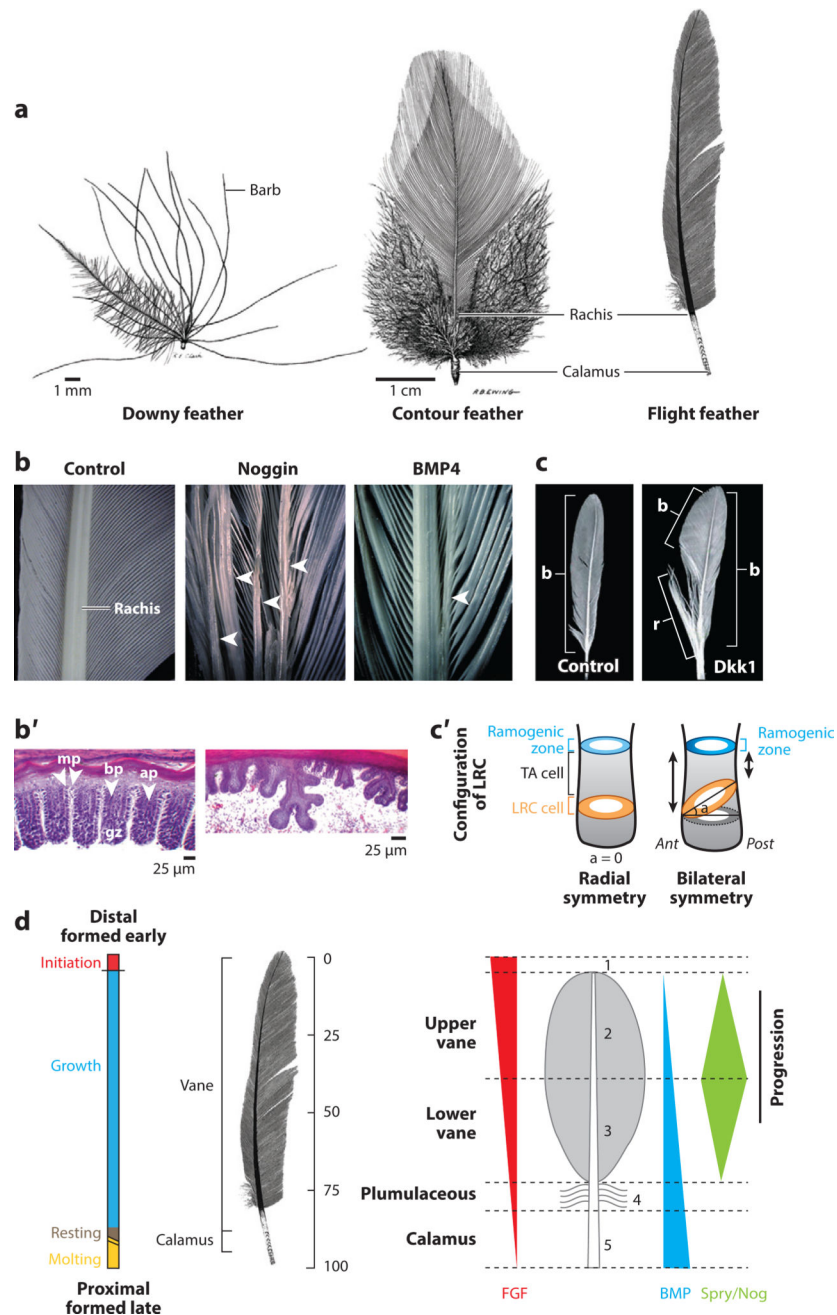 a
Barb
Rachis
Calamus
1 mm
1 cm
R.B.EWING
Downy feather
Contour feather
Flight feather
b
Control
Noggin
BMP4
Rachis
c
b
Control
b
r
b
Dkk1
b′
mp
bp
ap
gz
25 µm
25 µm
c′
Configuration
of LRC
Ramogenic
zone
TA cell
LRC cell
a = 0
Radial
symmetry
Ramogenic
zone
a
Ant
Post
Bilateral
symmetry
d
Distal
formed early
Initiation
Growth
Resting
Molting
Proximal
formed late
Vane
Calamus
0
25
50
75
100
Upper
vane
Lower
vane
Plumulaceous
Calamus
1
2
3
4
5
FGF
BMP
Spry/Nog
Progression